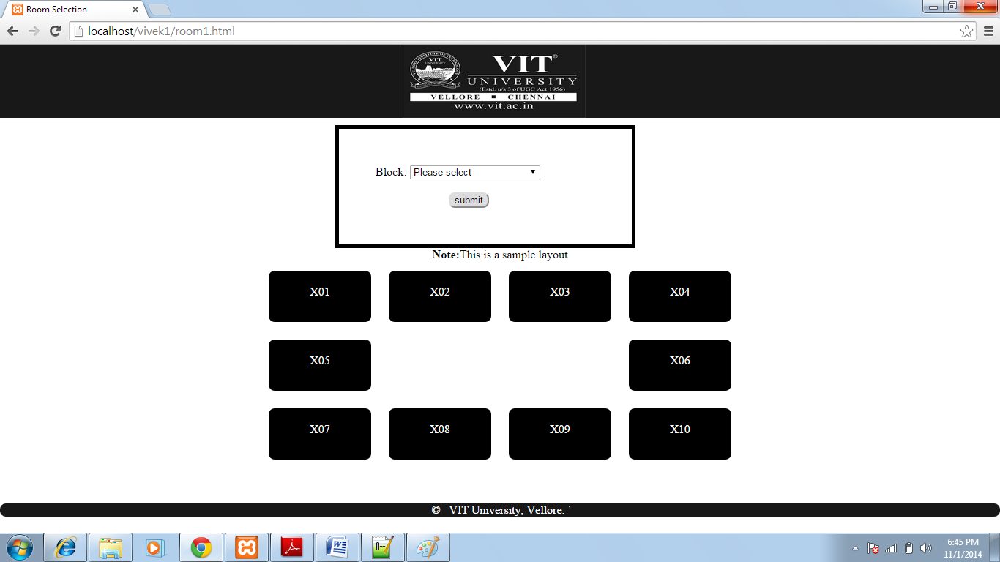 Room Selection
localhost/vivek1/room1.html
VIT
UNIVERSITY
VIT®
UNIVERSITY
(Estd. u/s 3 of UGC Act 1956)
VELLORE ■ CHENNAI
www.vit.ac.in
Block: Please select
submit
Note:This is a sample layout
X01 X02 X03 X04
X05 X06
X07 X08 X09 X10
© VIT University, Vellore. `
6:45 PM
11/1/2014